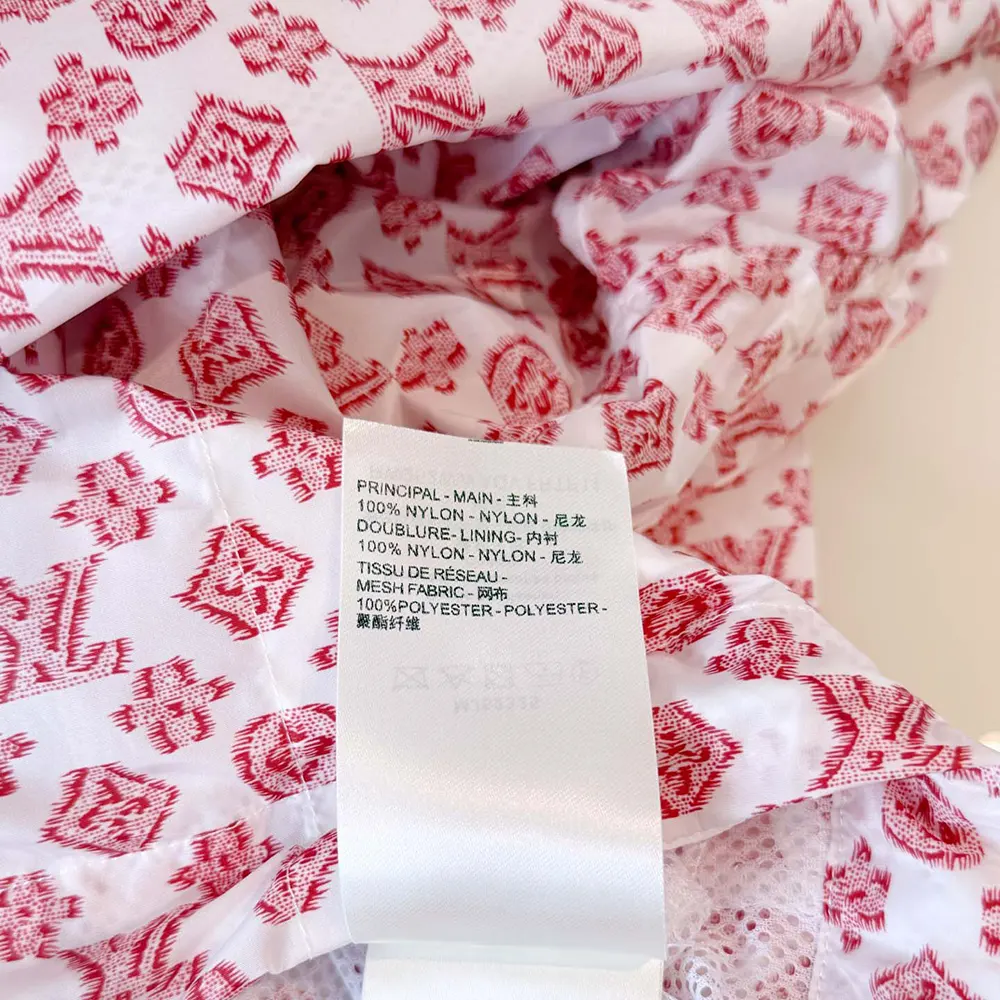 PRINCIPAL - MAIN - 主料
100% NYLON - NYLON - 尼龙
DOUBLURE- LINING- 内衬
100% NYLON - NYLON - 尼龙
TISSU DE RÉSEAU -
MESH FABRIC - 网布
100%POLYESTER - POLYESTER -
聚酯纤维